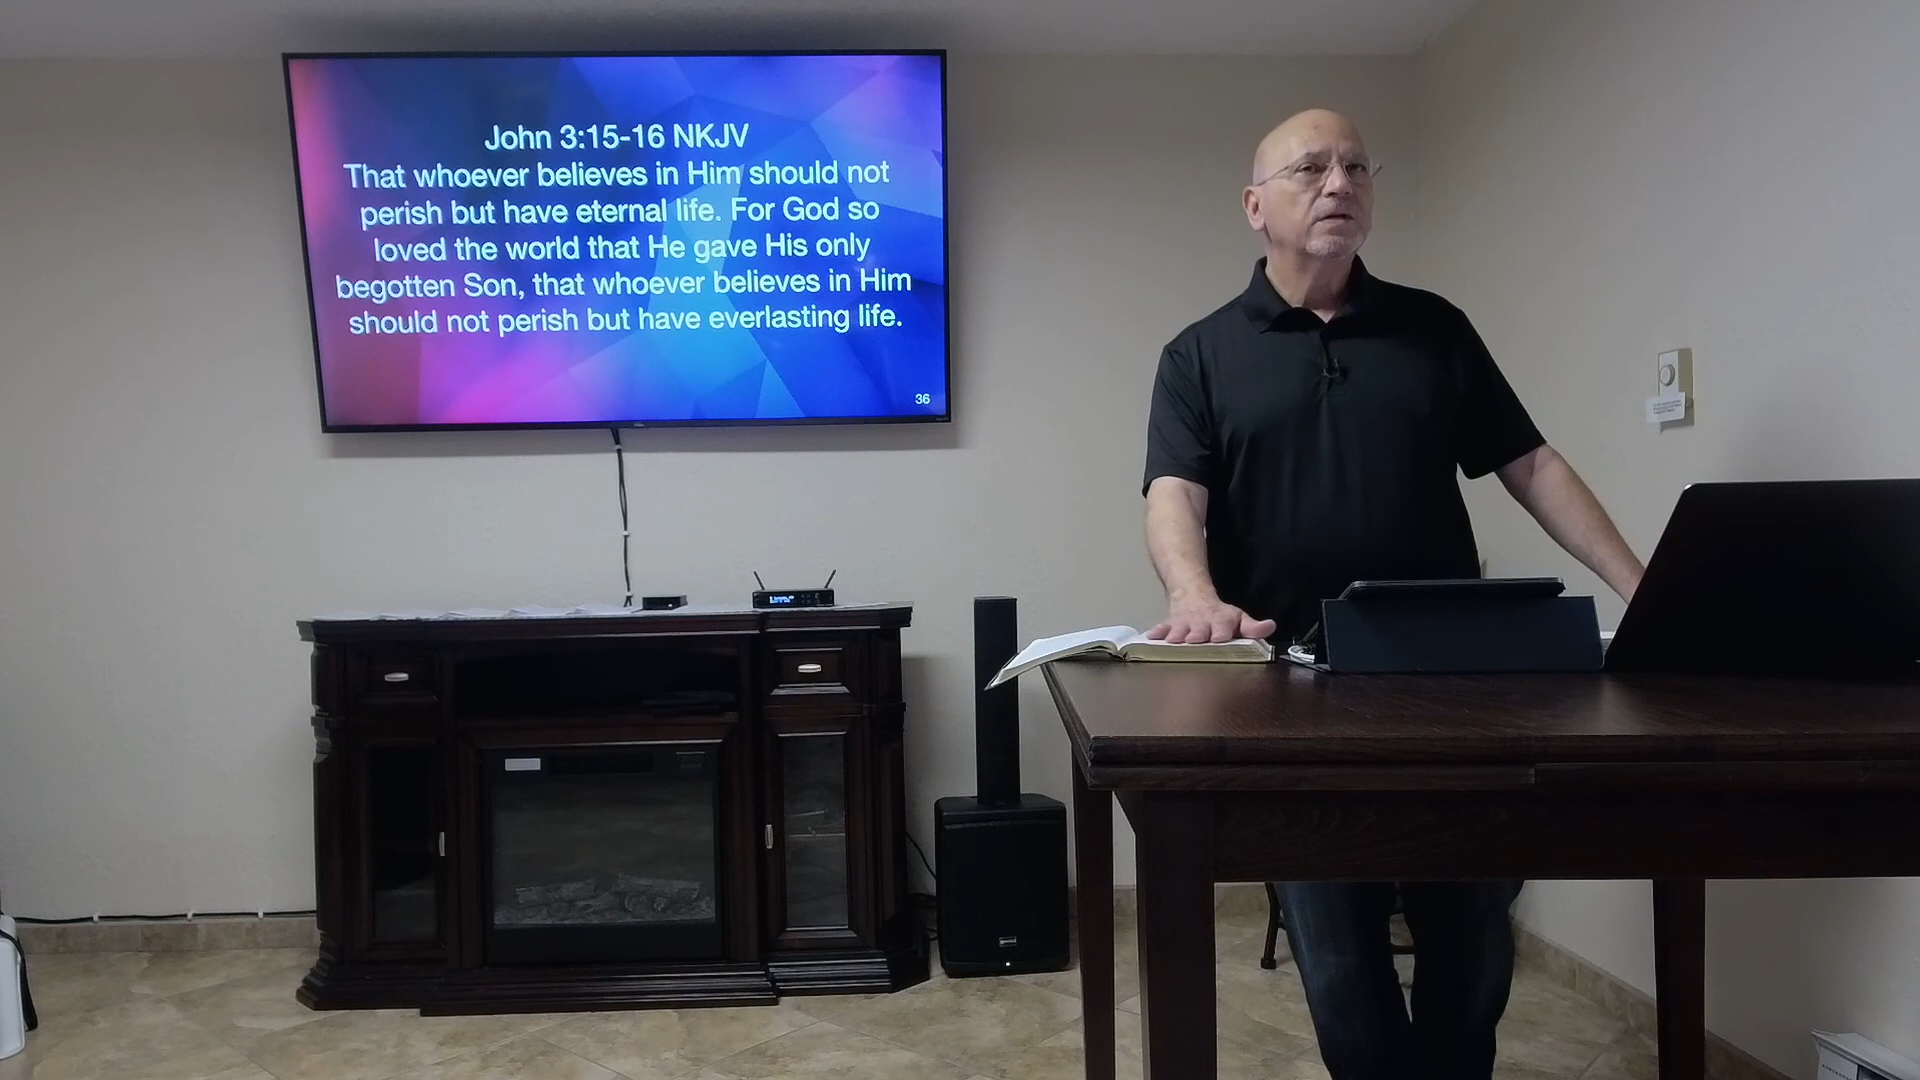 John 3:15-16 NKJV
That whoever believes in Him should not
perish but have eternal life. For God so
loved the world that He gave His only
begotten Son, that whoever believes in Him
should not perish but have everlasting life.
36